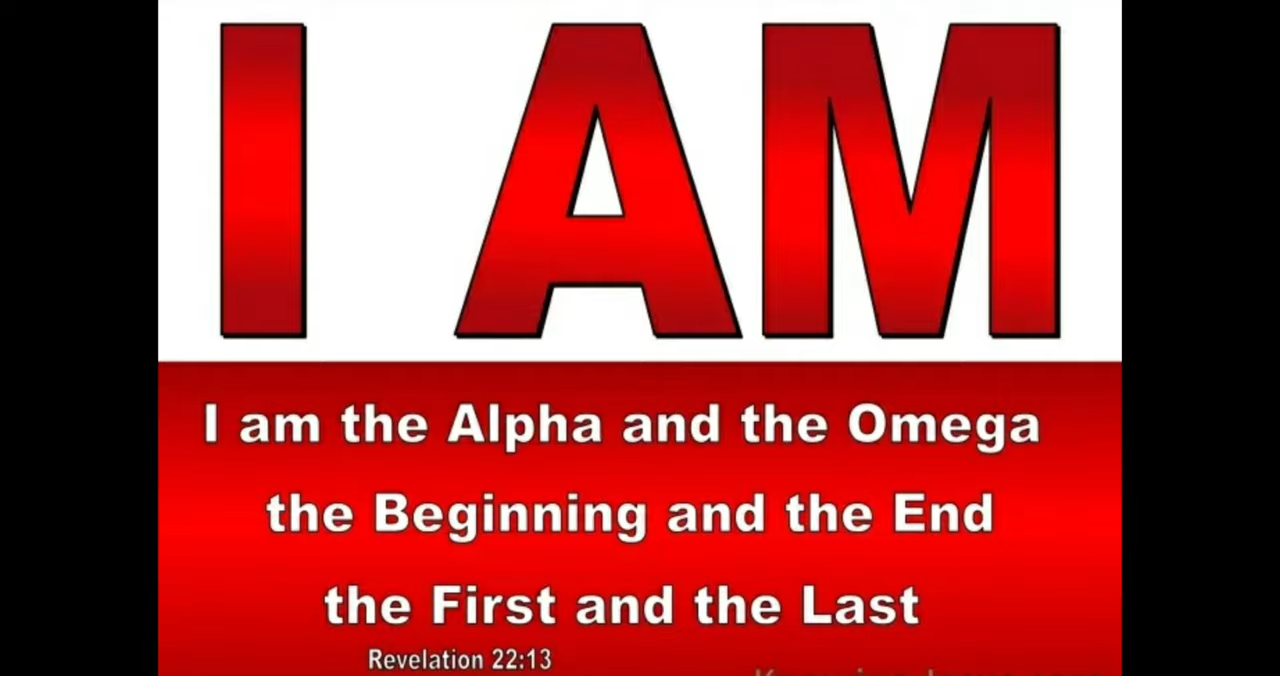 I AM
I am the Alpha and the Omega
the Beginning and the End
the First and the Last
Revelation 22:13